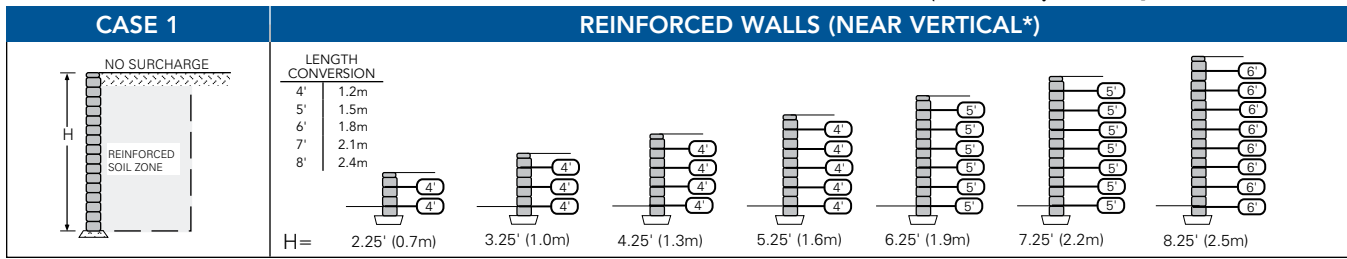 CASE 1
REINFORCED WALLS (NEAR VERTICAL*)
NO SURCHARGE
H
REINFORCED
SOIL ZONE
LENGTH
CONVERSION
4' 1.2m
5' 1.5m
6' 1.8m
7' 2.1m
8' 2.4m
4'
4'
4'
4'
4'
4'
4'
4'
4'
4'
4'
4'
4'
4'
5'
5'
5'
5'
5'
5'
5'
5'
5'
5'
5'
5'
5'
6'
6'
6'
6'
6'
6'
6'
6'
H= 2.25' (0.7m) 3.25' (1.0m) 4.25' (1.3m) 5.25' (1.6m) 6.25' (1.9m) 7.25' (2.2m) 8.25' (2.5m)